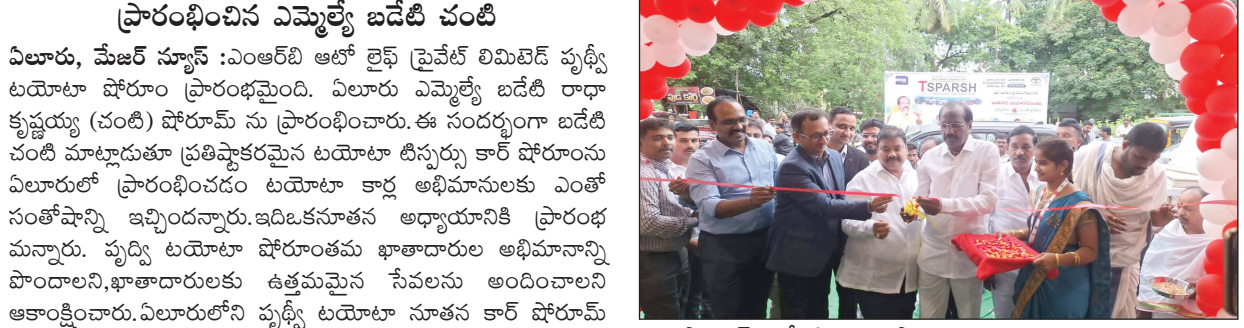 ప్రారంభించిన ఎమ్మెల్యే బడేటి చంటి
ఏలూరు, మేజర్ న్యూస్ :ఎంఆర్‌బి ఆటో లైఫ్ ప్రైవేట్ లిమిటెడ్ పృథ్వీ
టయోటా షోరూం ప్రారంభమైంది. ఏలూరు ఎమ్మెల్యే బడేటి రాధా
కృష్ణయ్య (చంటి) షోరూమ్ ను ప్రారంభించారు.ఈ సందర్భంగా బడేటి
చంటి మాట్లాడుతూ ప్రతిష్టాకరమైన టయోటా టిస్పర్సు కార్ షోరూంను
ఏలూరులో ప్రారంభించడం టయోటా కార్ల అభిమానులకు ఎంతో
సంతోషాన్ని ఇచ్చిందన్నారు.ఇదిఒకనూతన అధ్యాయానికి ప్రారంభ
మన్నారు. పృద్వి టయోటా షోరూంతమ ఖాతాదారుల అభిమానాన్ని
పొందాలని,ఖాతాదారులకు ఉత్తమమైన సేవలను అందించాలని
ఆకాంక్షించారు.ఏలూరులోని పృథ్వీ టయోటా నూతన కార్ షోరూమ్
TSPARSH